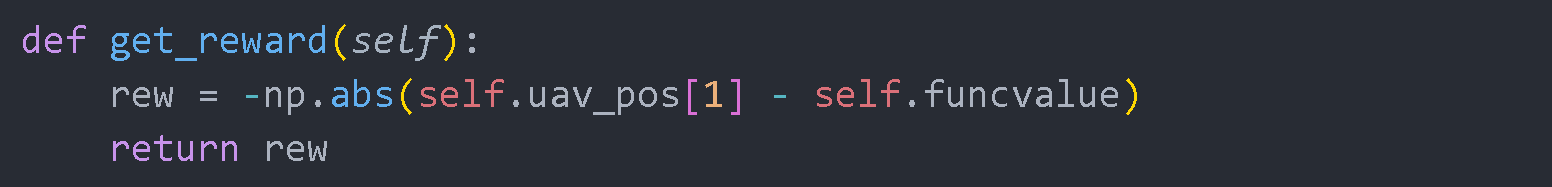 def get_reward(self):
    rew = -np.abs(self.uav_pos[1] - self.funcvalue)
    return rew